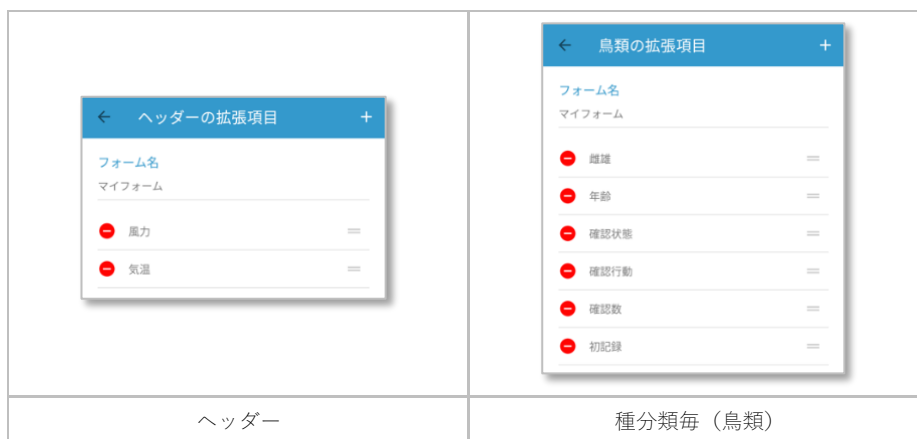 ヘッダーの拡張項目
フォーム名
マイフォーム
風力
気温
鳥類の拡張項目
フォーム名
マイフォーム
雌雄
年齢
確認状態
確認行動
確認数
初記録
ヘッダー
種分類毎（鳥類）